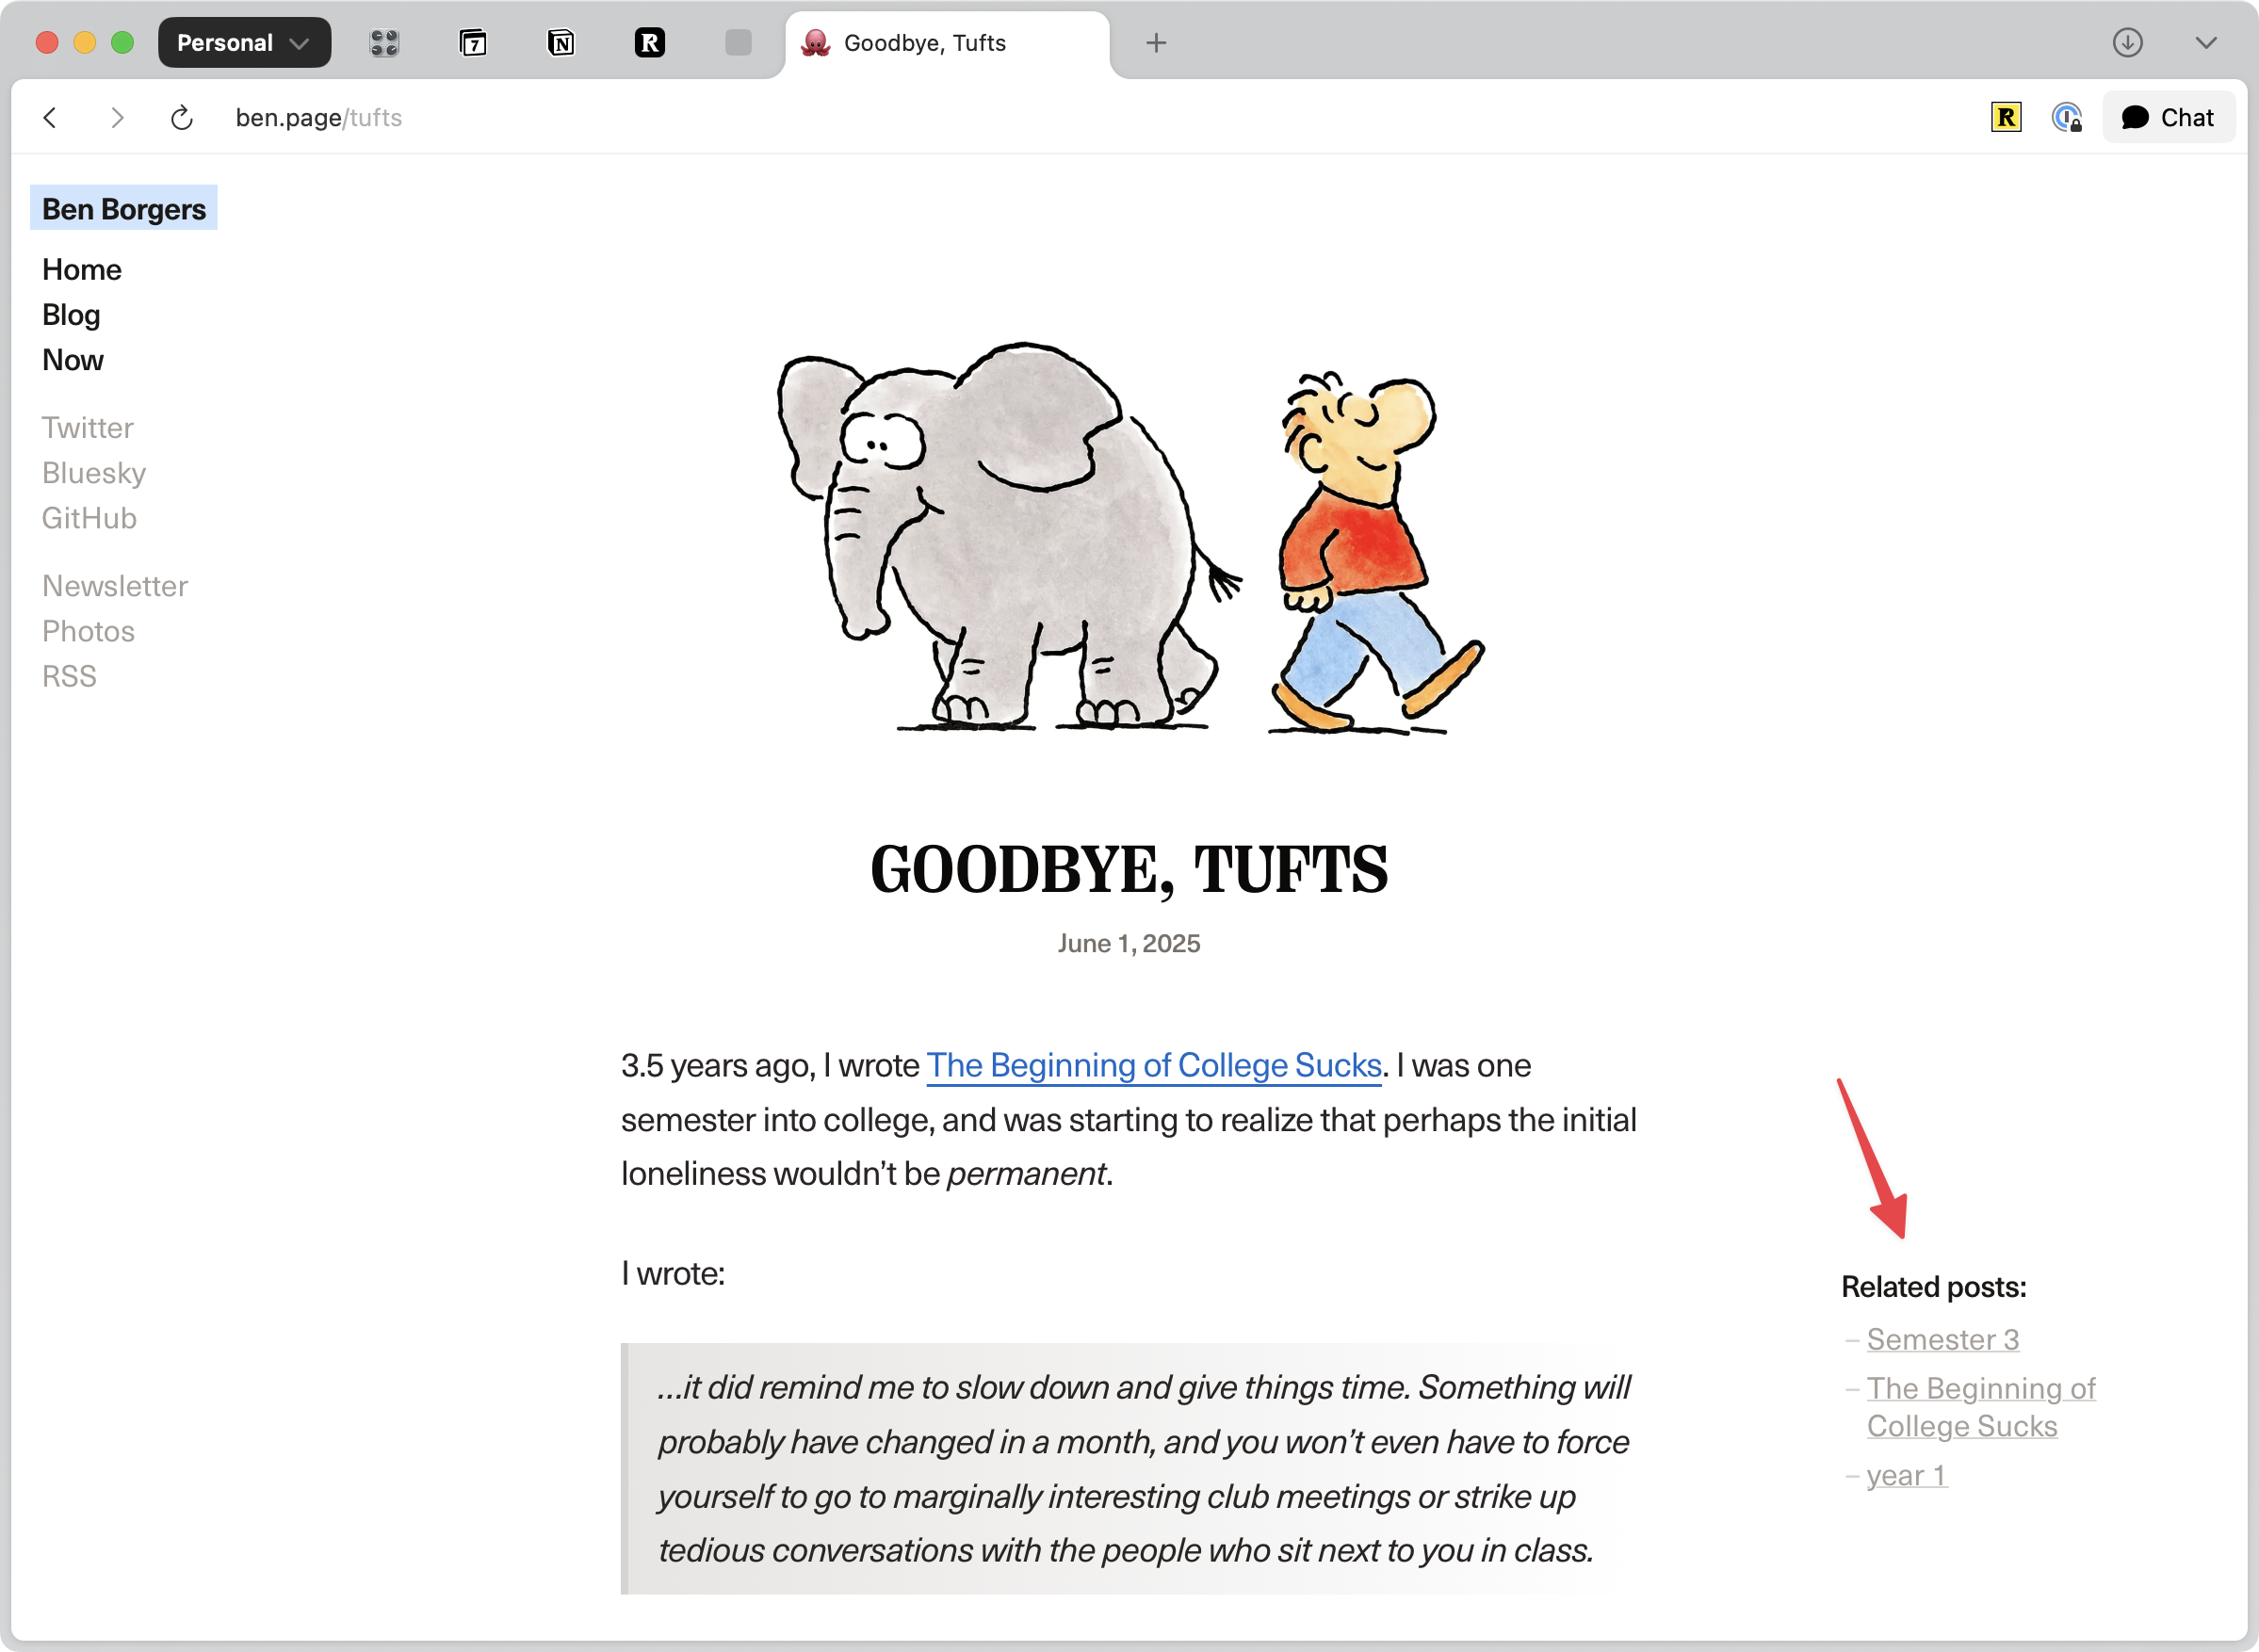 Personal
7
N
R
Goodbye, Tufts
ben.page/tufts
R
Chat
Ben Borgers
Home
Blog
Now
Twitter
Bluesky
GitHub
Newsletter
Photos
RSS
GOODBYE, TUFTS
June 1, 2025
3.5 years ago, I wrote The Beginning of College Sucks. I was one
semester into college, and was starting to realize that perhaps the initial
loneliness wouldn’t be permanent.
I wrote:
…it did remind me to slow down and give things time. Something will
probably have changed in a month, and you won’t even have to force
yourself to go to marginally interesting club meetings or strike up
tedious conversations with the people who sit next to you in class.
Related posts:
– Semester 3
– The Beginning of
College Sucks
– year 1